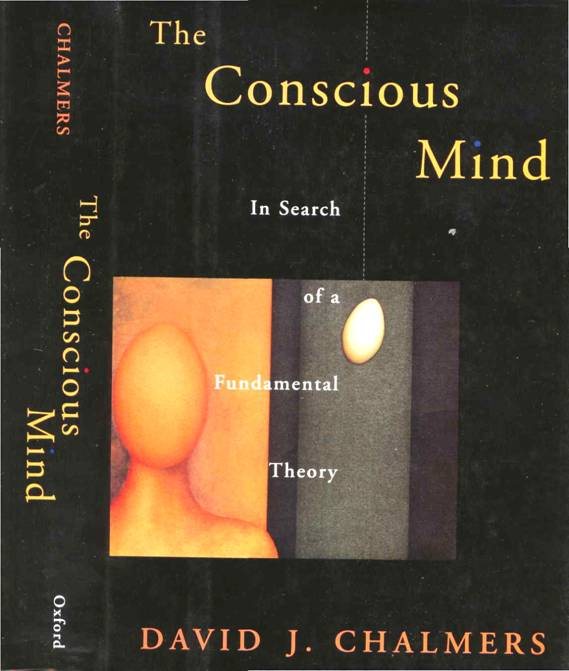 CHALMERS
The
Conscious
Mind
Oxford
The
Conscious
Mind
In Search
of a
Fundamental
Theory
DAVID J. CHALMERS